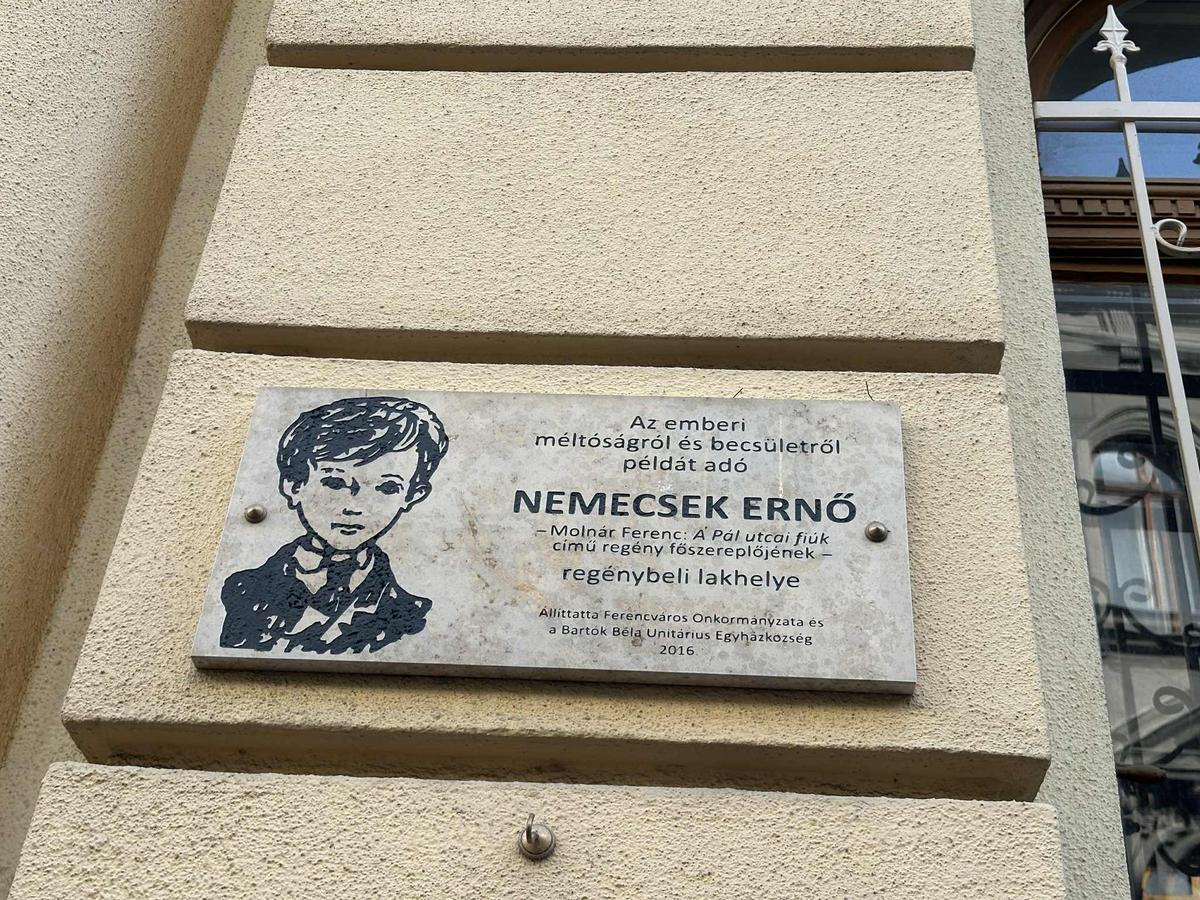 Az emberi
méltóságról és becsületről
példát adó
NEMECSEK ERNŐ
– Molnár Ferenc: A Pál utcai fiúk
című regény főszereplőjének –
regénybeli lakhelye
Állíttatta Ferencváros Önkormányzata és
a Bartók Béla Unitárius Egyházközség
2016